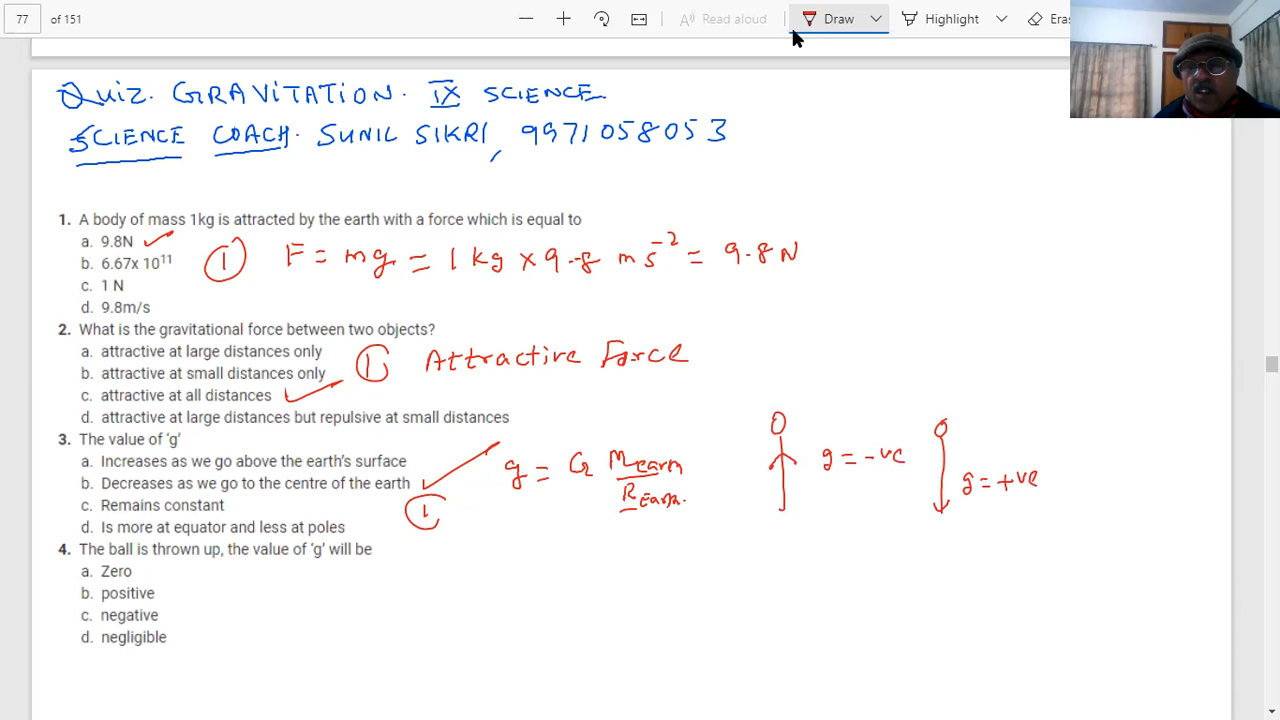 77 of 151
Read aloud
Draw
Highlight
Eras
Quiz. GRAVITATION. IX SCIENCE
SCIENCE COACH. SUNIL SIKRI, 9971058053
1. A body of mass 1kg is attracted by the earth with a force which is equal to
a. 9.8N
b. 6.67x 10¹¹
c. 1 N
d. 9.8m/s
① F = mg = 1 kg x 9.8 m s⁻² = 9.8 N
2. What is the gravitational force between two objects?
a. attractive at large distances only
b. attractive at small distances only
c. attractive at all distances
d. attractive at large distances but repulsive at small distances
① Attractive Force
3. The value of 'g'
a. Increases as we go above the earth's surface
b. Decreases as we go to the centre of the earth
c. Remains constant
d. Is more at equator and less at poles
①
g = G M Earth / R Earth.
g = -ve
g = +ve
4. The ball is thrown up, the value of 'g' will be
a. Zero
b. positive
c. negative
d. negligible